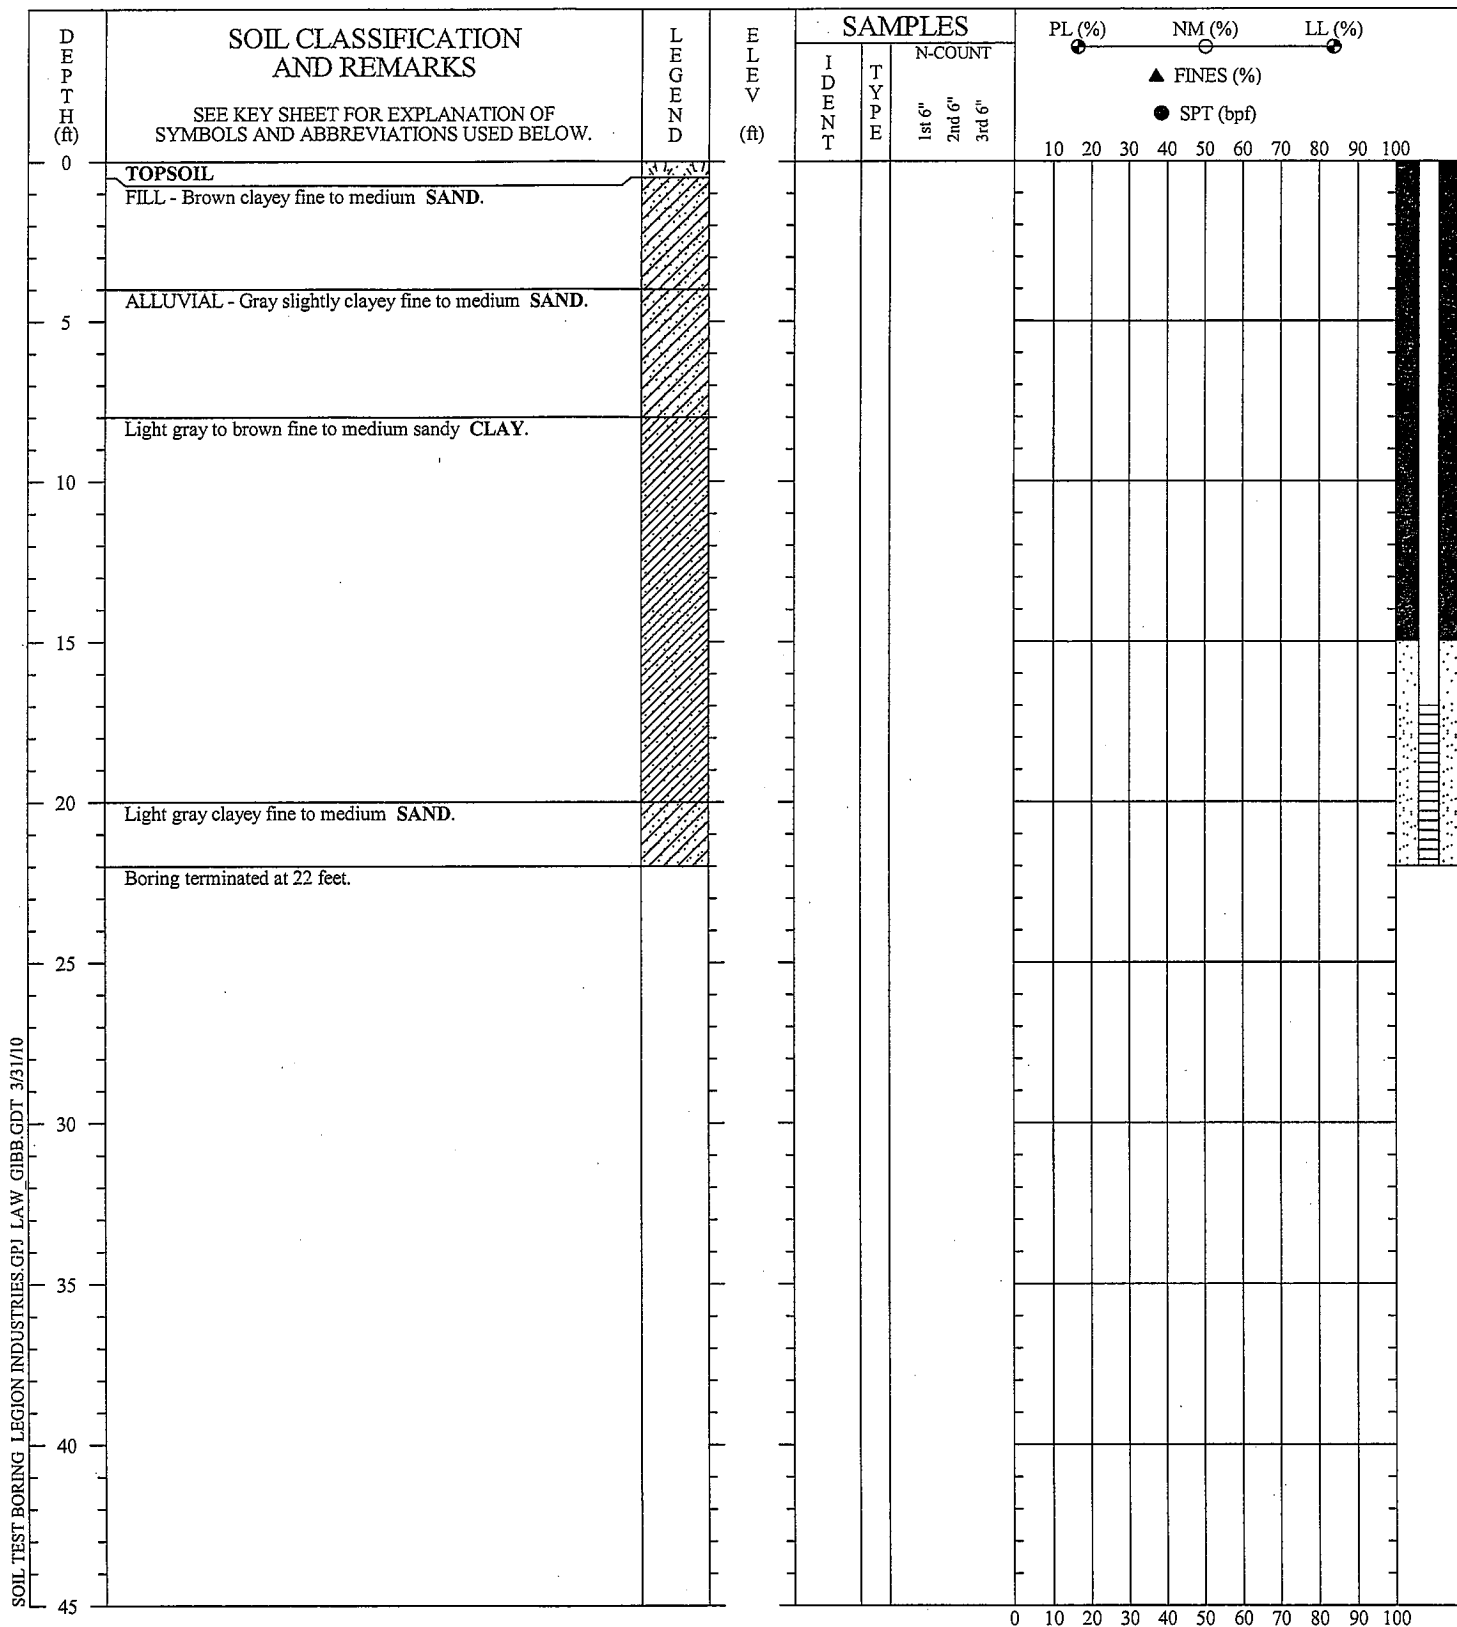 DEPTH (ft)
SOIL CLASSIFICATION
AND REMARKS
SEE KEY SHEET FOR EXPLANATION OF
SYMBOLS AND ABBREVIATIONS USED BELOW.
LEGEND
ELEV (ft)
SAMPLES
IDENT
TYPE
N-COUNT
1st 6"
2nd 6"
3rd 6"
PL (%) NM (%) LL (%)
▲ FINES (%)
● SPT (bpf)
10 20 30 40 50 60 70 80 90 100
0
TOPSOIL
FILL - Brown clayey fine to medium SAND.
ALLUVIAL - Gray slightly clayey fine to medium SAND.
5
Light gray to brown fine to medium sandy CLAY.
10
15
20
Light gray clayey fine to medium SAND.
Boring terminated at 22 feet.
25
30
35
40
45
0 10 20 30 40 50 60 70 80 90 100
SOIL TEST BORING LEGION INDUSTRIES.GPJ LAW_GIBB.GDT 3/31/10